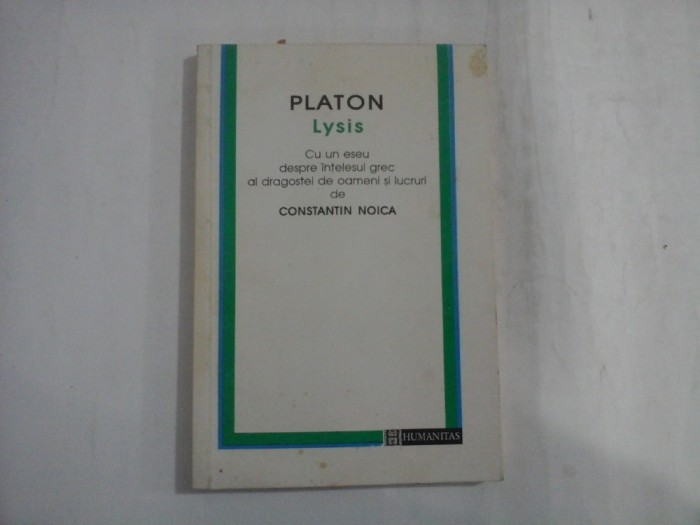 PLATON
Lysis
Cu un eseu
despre înțelesul grec
al dragostei de oameni și lucruri
de
CONSTANTIN NOICA
HUMANITAS